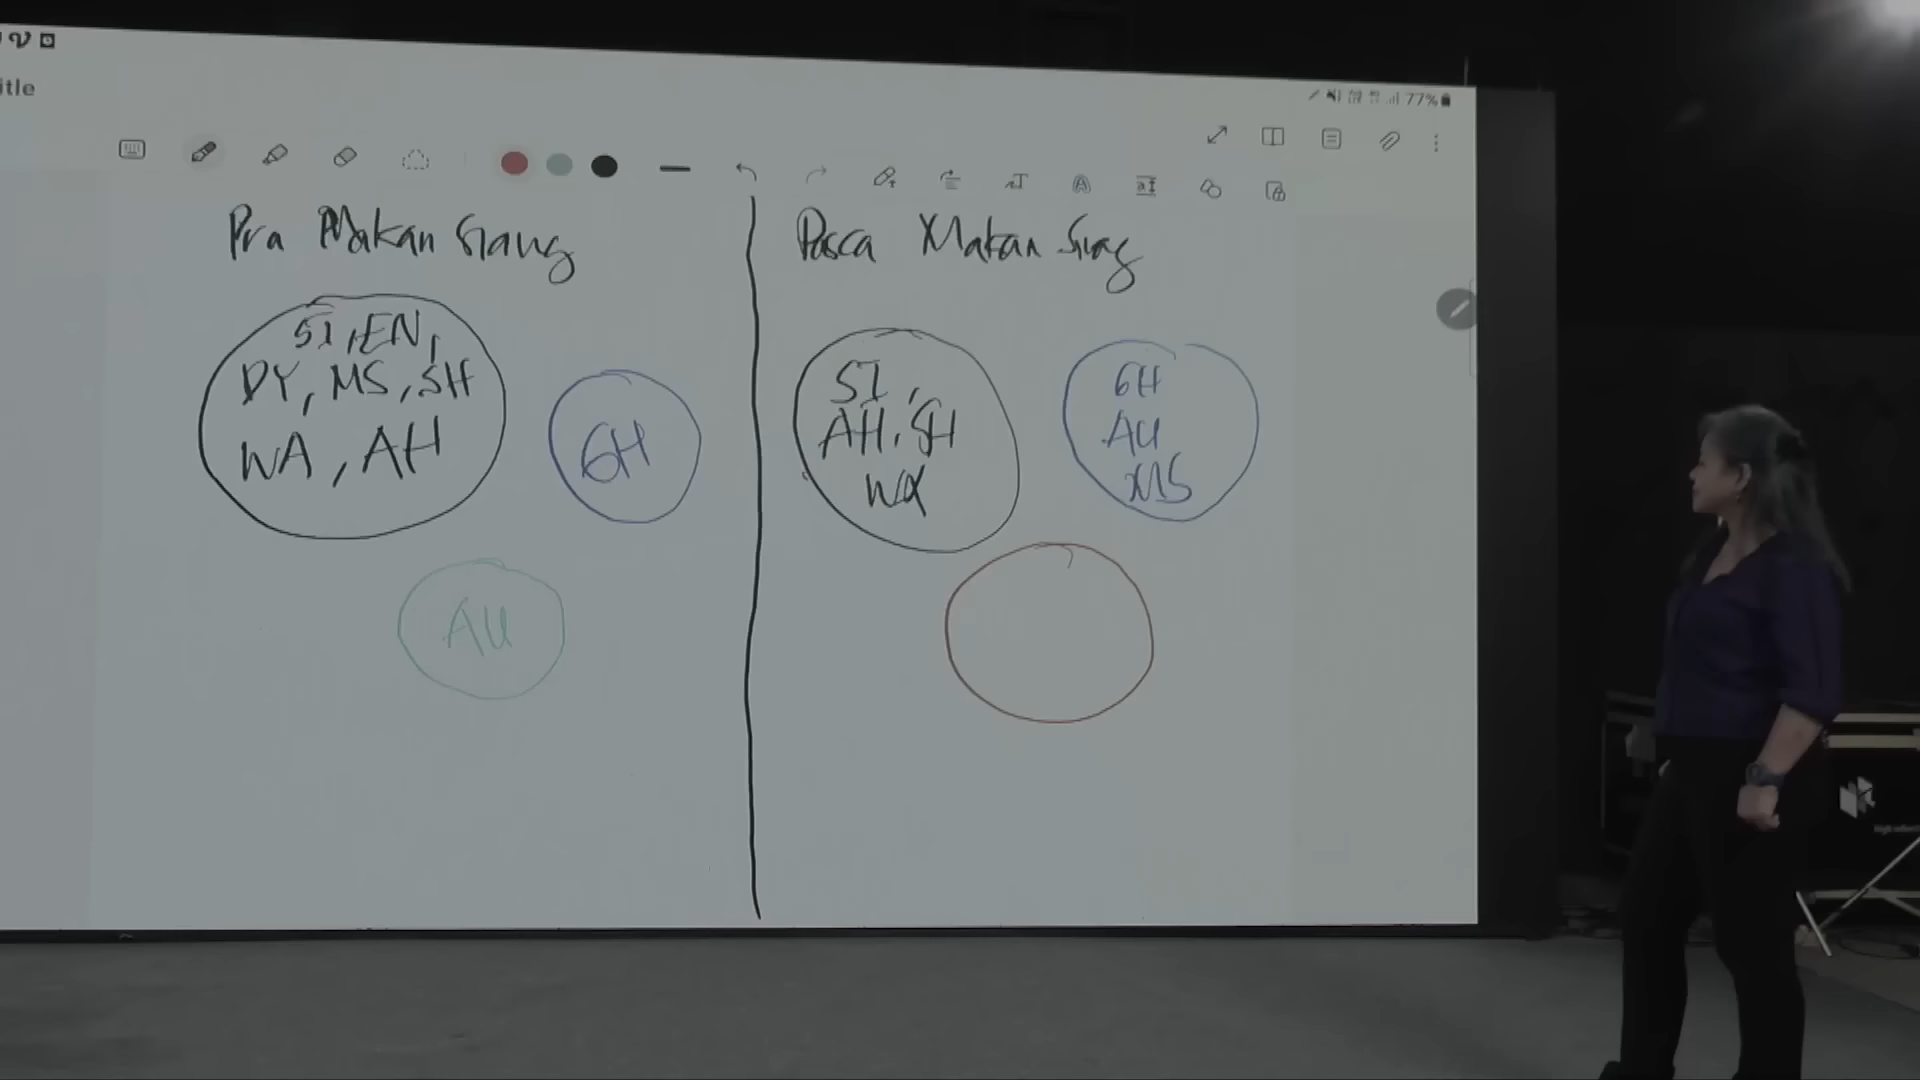 itle
77%
Pra Makan Siang
SI, EN,
DY, MS, SH
WA, AH
GH
AU
Pasca Makan Siang
SI,
AH, SH
WA
GH
AU
MS